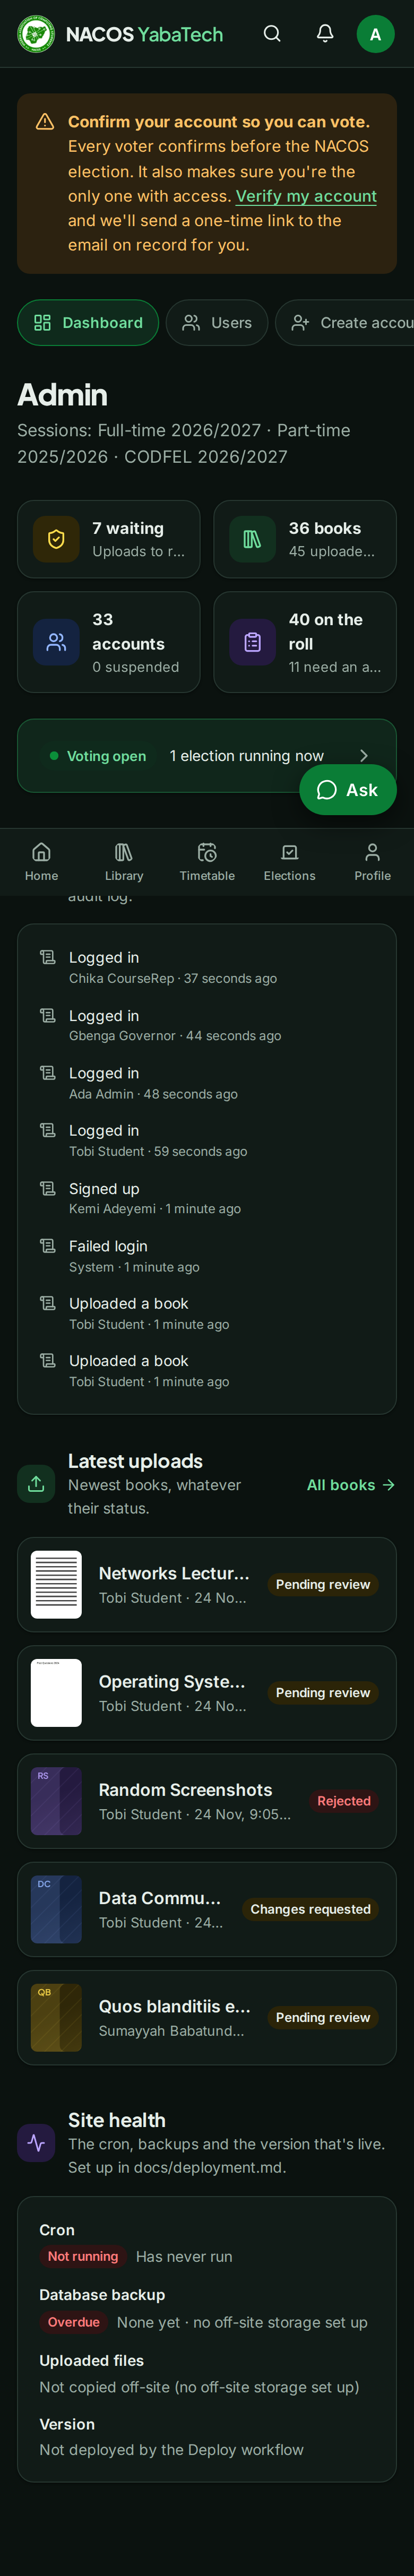 NACOS YabaTech
A
Confirm your account so you can vote.
Every voter confirms before the NACOS
election. It also makes sure you're the
only one with access. Verify my account
and we'll send a one-time link to the
email on record for you.
Dashboard
Users
Create accou
Admin
Sessions: Full-time 2026/2027 · Part-time
2025/2026 · CODFEL 2026/2027
7 waiting
Uploads to r...
36 books
45 uploade...
33
accounts
0 suspended
40 on the
roll
11 need an a...
Voting open
1 election running now
Ask
Home
Library
Timetable
Elections
Profile
audit log.
Logged in
Chika CourseRep · 37 seconds ago
Logged in
Gbenga Governor · 44 seconds ago
Logged in
Ada Admin · 48 seconds ago
Logged in
Tobi Student · 59 seconds ago
Signed up
Kemi Adeyemi · 1 minute ago
Failed login
System · 1 minute ago
Uploaded a book
Tobi Student · 1 minute ago
Uploaded a book
Tobi Student · 1 minute ago
Latest uploads
Newest books, whatever
their status.
All books →
Networks Lectur...
Tobi Student · 24 No...
Pending review
Operating Syste...
Tobi Student · 24 No...
Pending review
RS
Random Screenshots
Tobi Student · 24 Nov, 9:05...
Rejected
DC
Data Commu...
Tobi Student · 24...
Changes requested
QB
Quos blanditiis e...
Sumayyah Babatund...
Pending review
Site health
The cron, backups and the version that's live.
Set up in docs/deployment.md.
Cron
Not running
Has never run
Database backup
Overdue
None yet · no off-site storage set up
Uploaded files
Not copied off-site (no off-site storage set up)
Version
Not deployed by the Deploy workflow